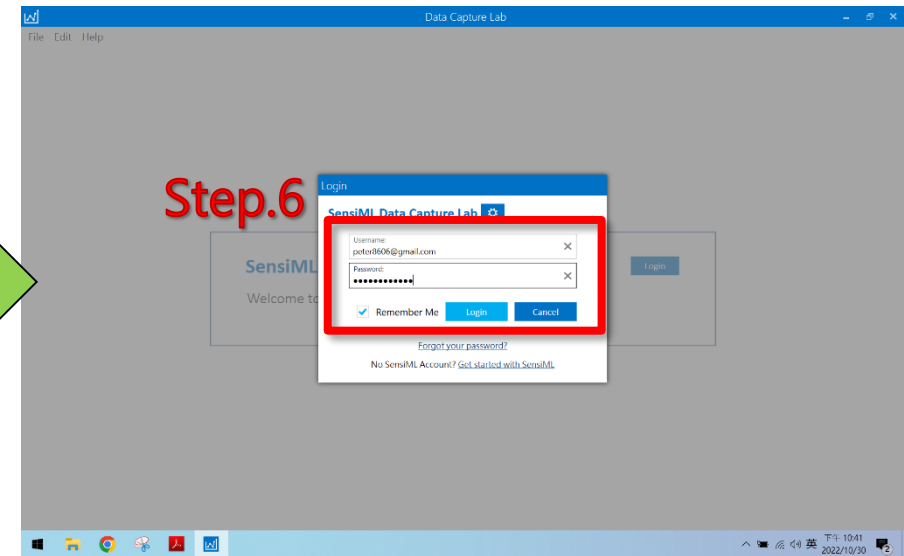 Data Capture Lab
File Edit Help
Step.6
Login
SensiML Data Capture Lab
Username:
peter8606@gmail.com
Password:
SensiML
Login
Welcome to
Remember Me
Login
Cancel
Forgot your password?
No SensiML Account? Get started with SensiML
英
下午 10:41
2022/10/30
2